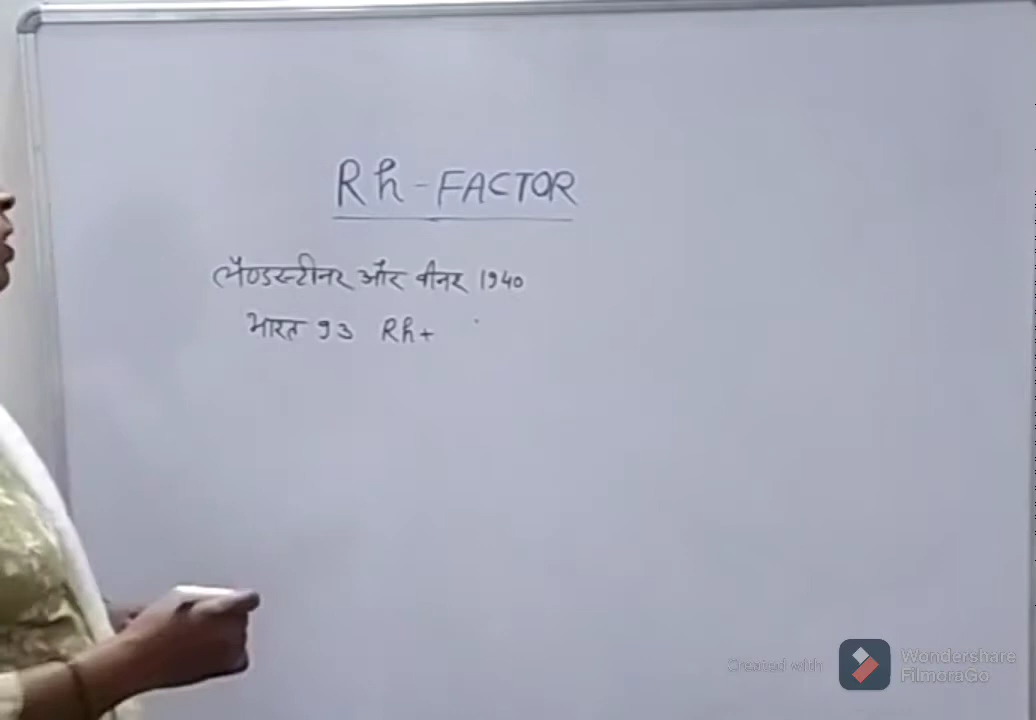 Rh - FACTOR
लैण्डस्टीनर और वीनर 1940
भारत 93 Rh+
Created with
Wondershare
FilmoraGo